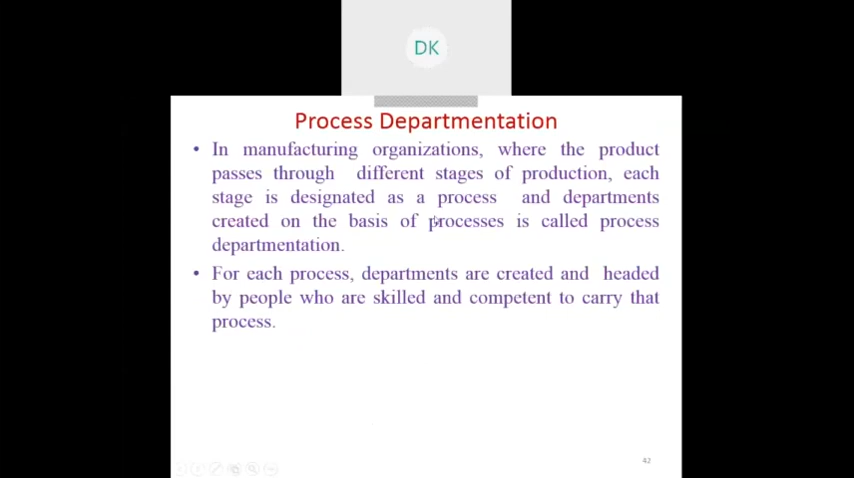 DK
Process Departmentation
• In manufacturing organizations, where the product
passes through different stages of production, each
stage is designated as a process and departments
created on the basis of processes is called process
departmentation.
• For each process, departments are created and headed
by people who are skilled and competent to carry that
process.
42